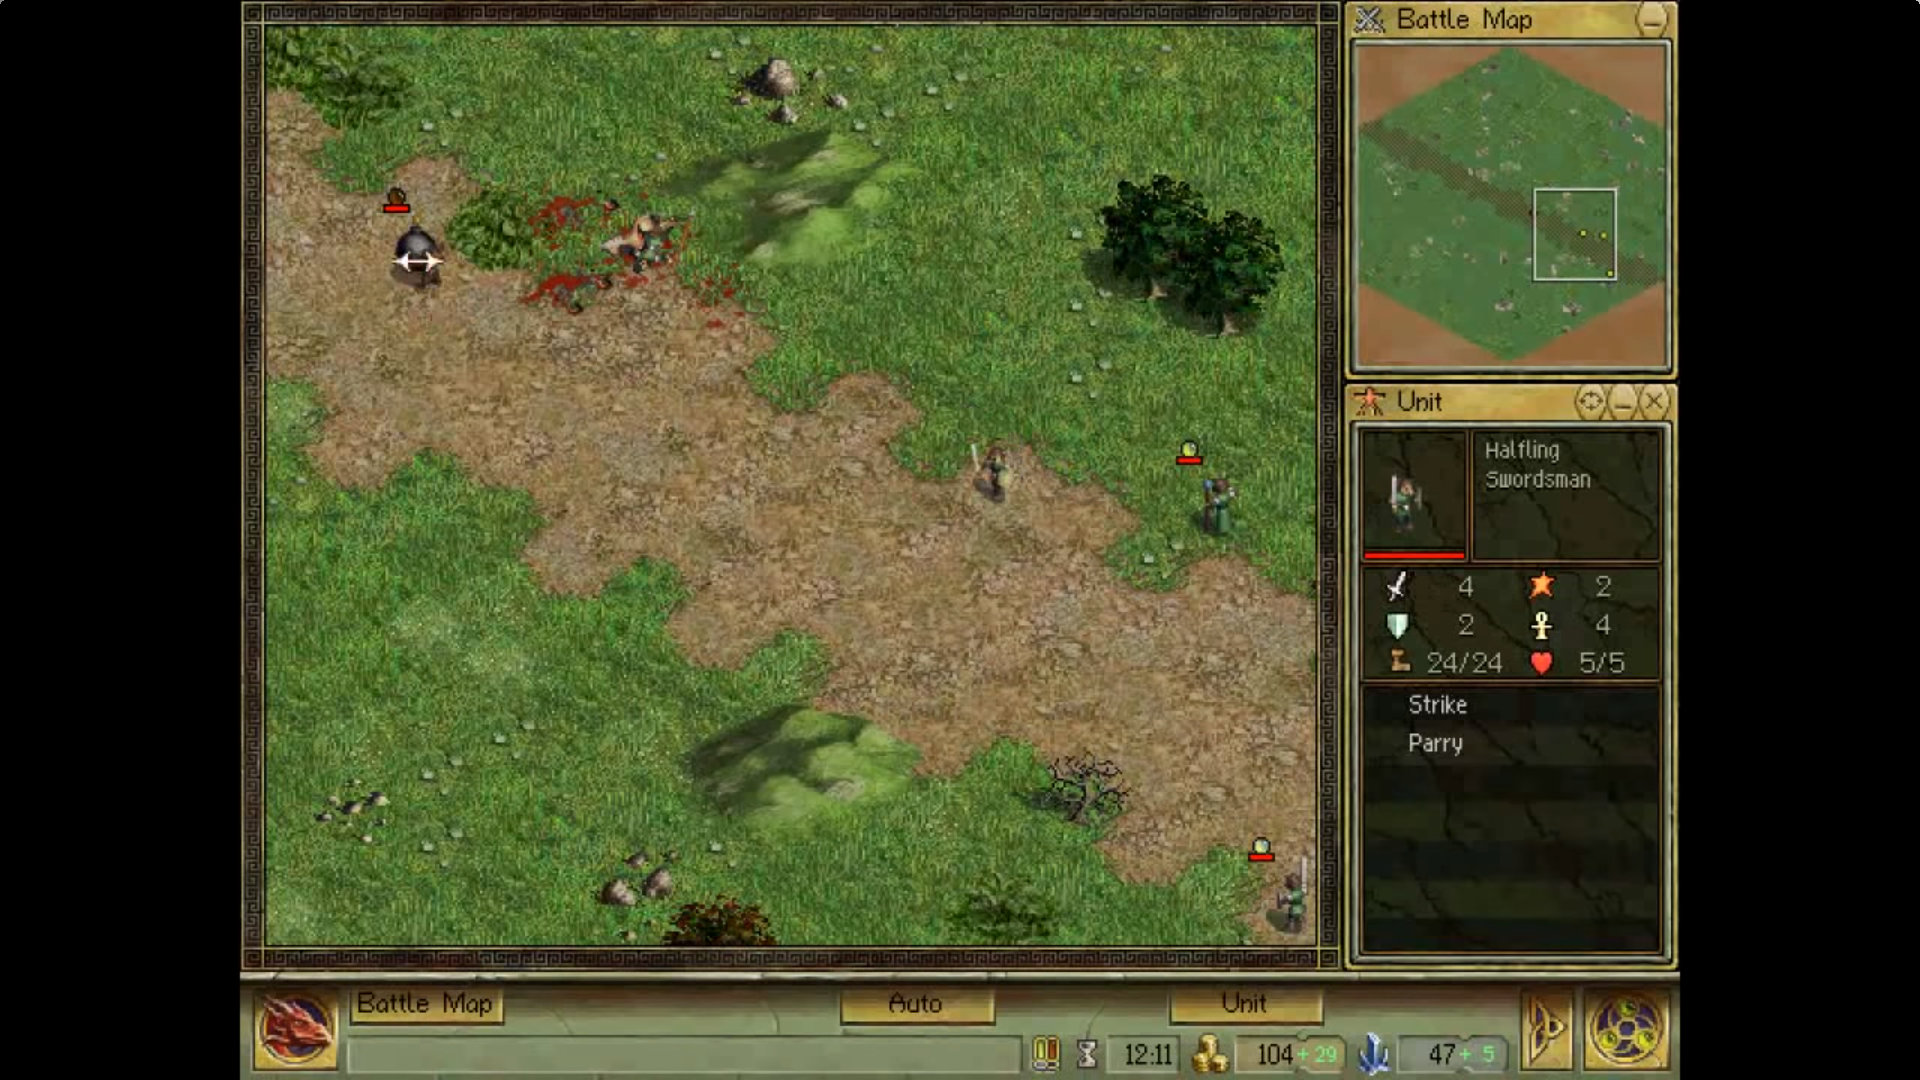 Battle Map
Unit
Halfling
Swordsman
4 2
2 4
24/24 5/5
Strike
Parry
Battle Map Auto Unit
12:11 104+29 47+5